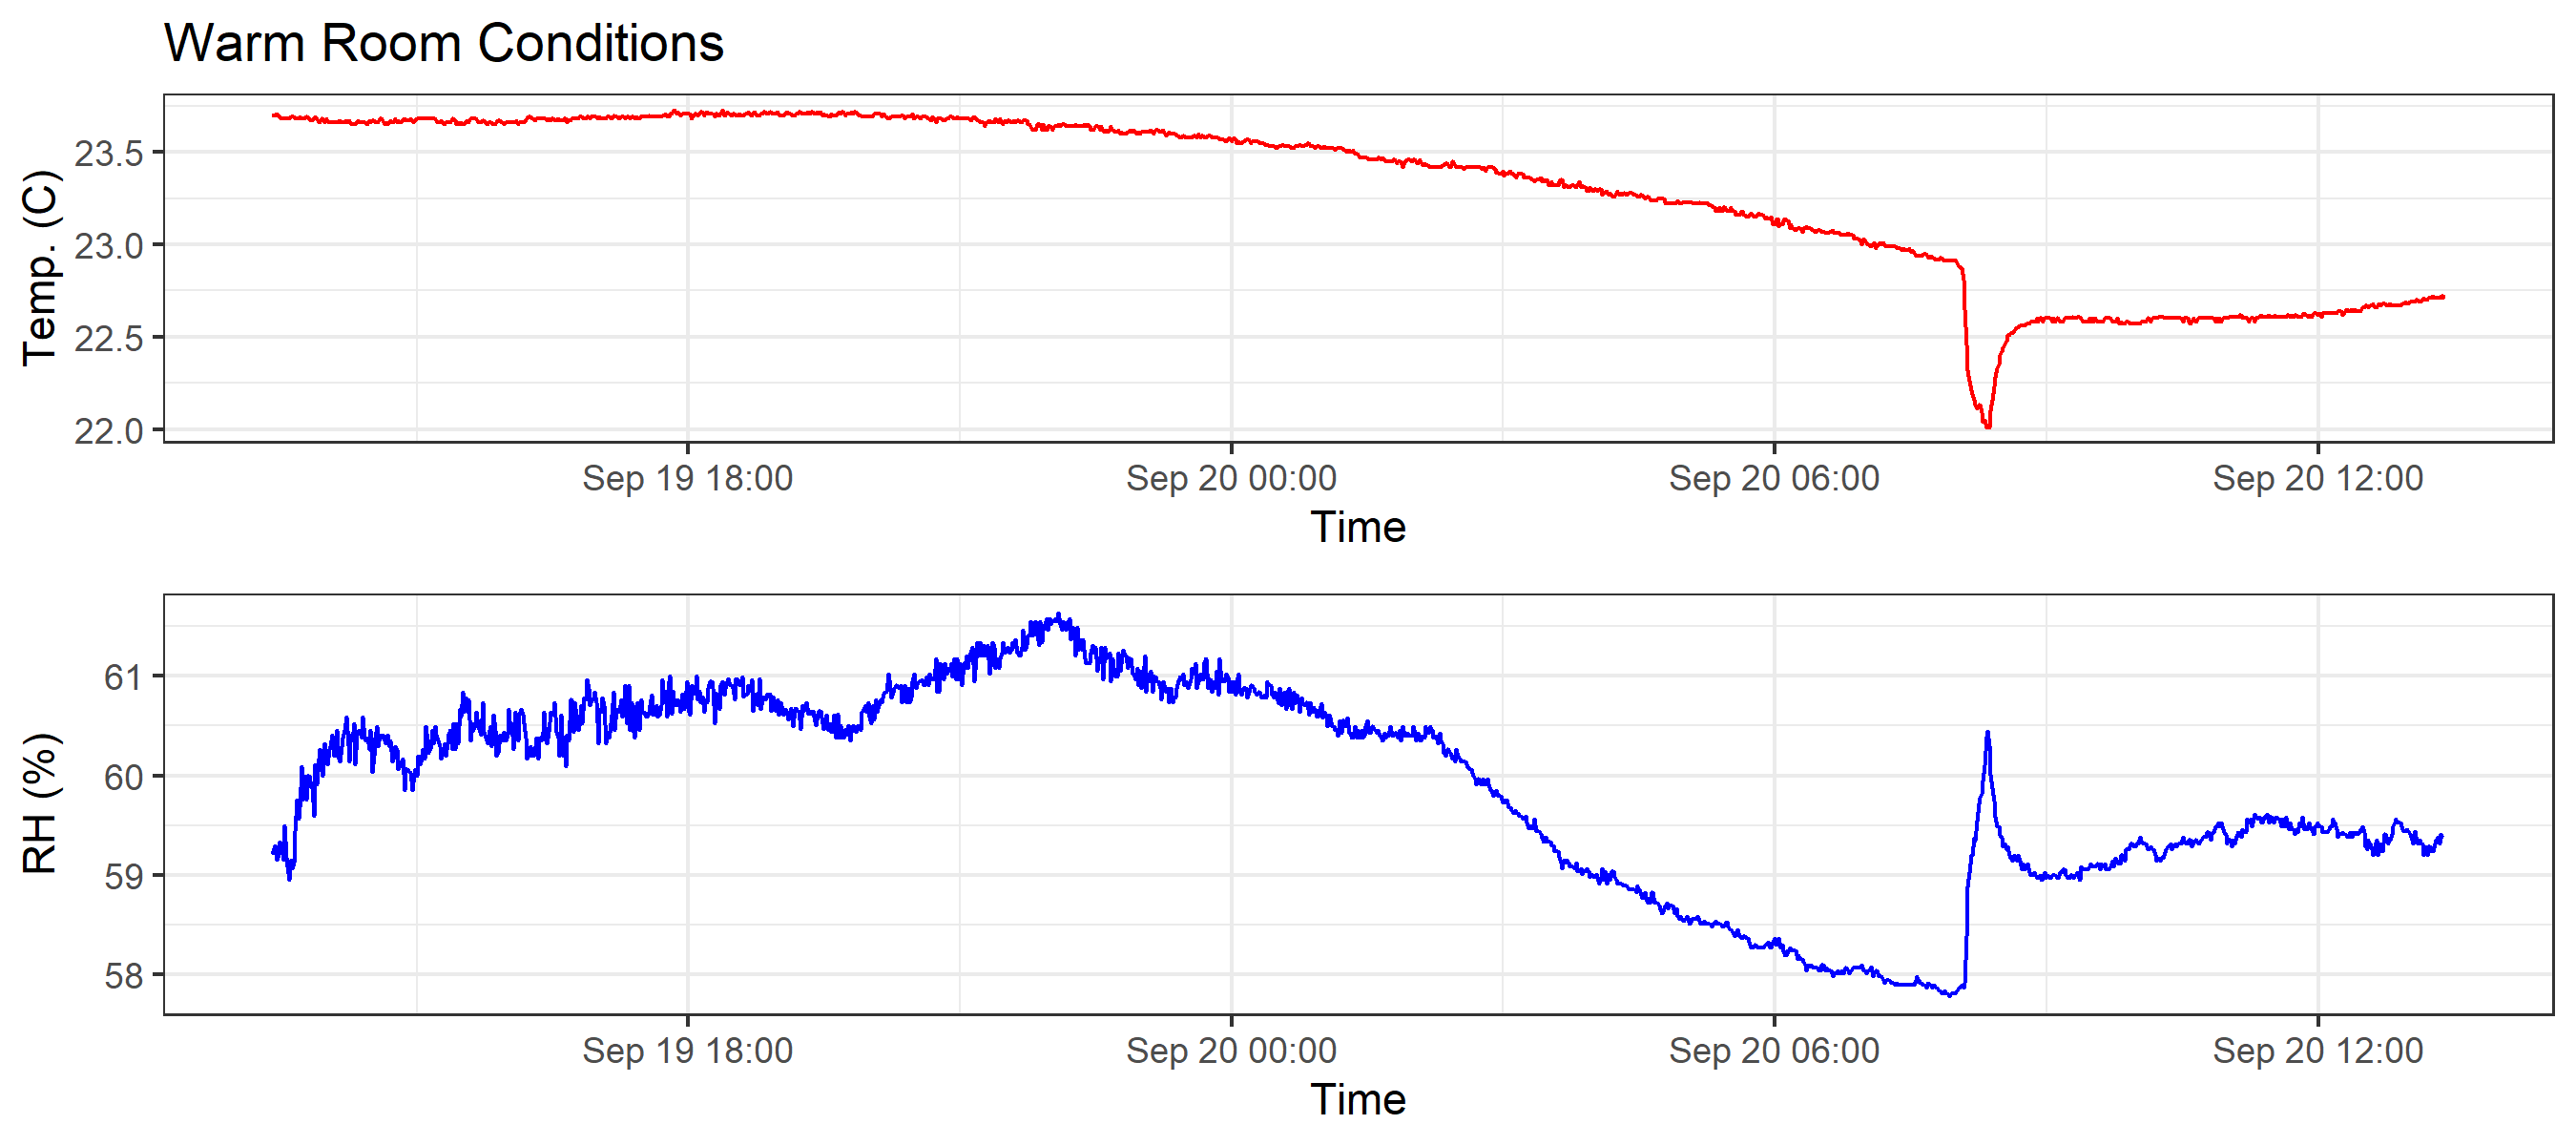 Warm Room Conditions
Temp. (C)
23.5
23.0
22.5
22.0
Sep 19 18:00 Sep 20 00:00 Sep 20 06:00 Sep 20 12:00
Time
RH (%)
61
60
59
58
Sep 19 18:00 Sep 20 00:00 Sep 20 06:00 Sep 20 12:00
Time